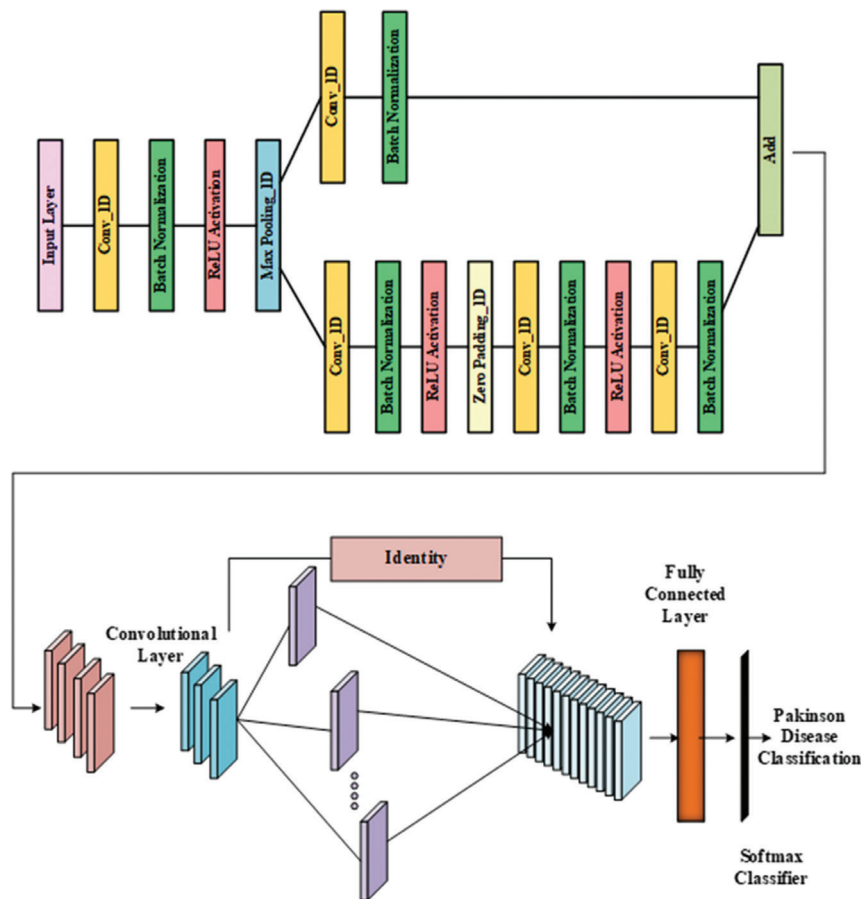 Input Layer
Conv_1D
Batch Normalization
ReLU Activation
Max Pooling_1D
Conv_1D
Batch Normalization
Add
Conv_1D
Batch Normalization
ReLU Activation
Zero Padding_1D
Conv_1D
Batch Normalization
ReLU Activation
Conv_1D
Batch Normalization
Identity
Fully
Connected
Layer
Convolutional
Layer
Pakinson
Disease
Classification
Softmax
Classifier